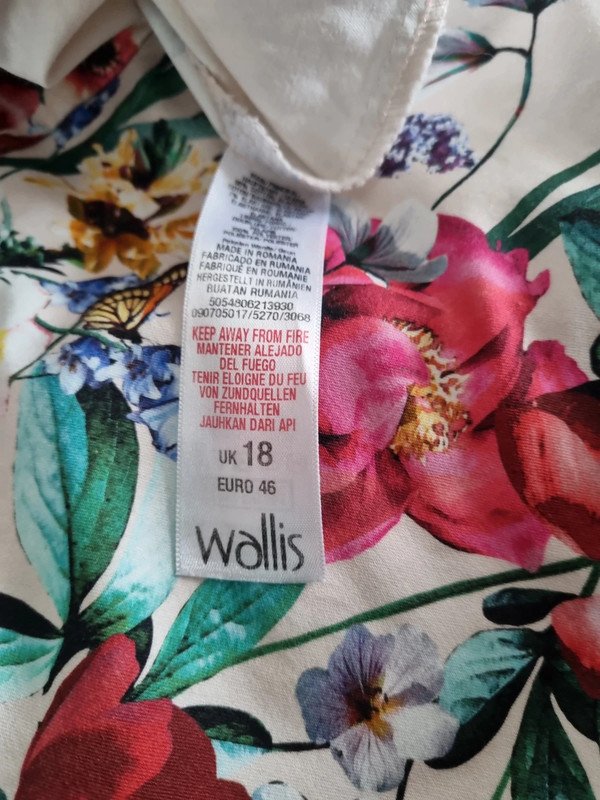 MADE IN ROMANIA
FABRICADO EN RUMANIA
FABRIQUÉ EN ROUMANIE
HERGESTELLT IN RUMÄNIEN
BUATAN RUMANIA
5054806213930
090705017/5270/3068
KEEP AWAY FROM FIRE
MANTENER ALEJADO
DEL FUEGO
TENIR ELOIGNE DU FEU
VON ZUNDQUELLEN
FERNHALTEN
JAUHKAN DARI API
UK 18
EURO 46
wallis